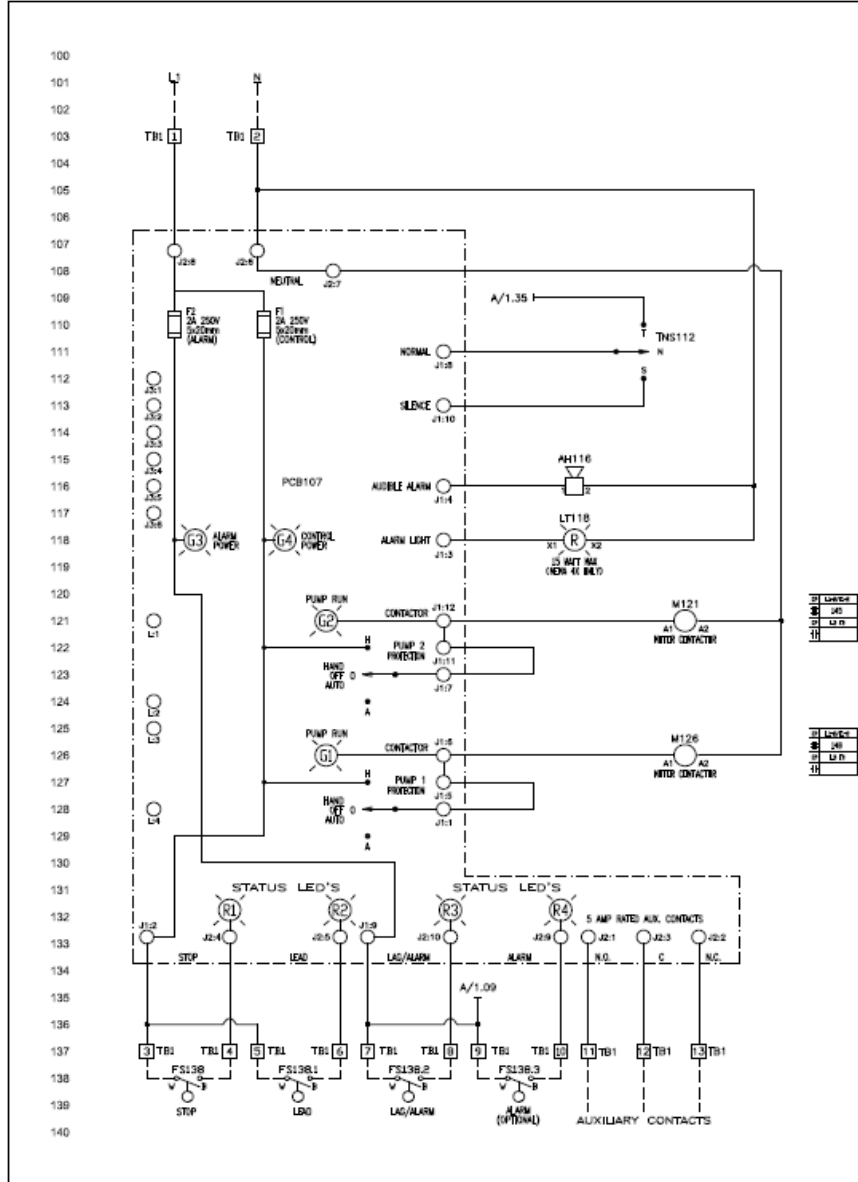 100
101 L1 N
102
103 TB1 1 TB1 2
104
105
106
107
J2:8 J2:6
108 NEUTRAL J2:7
109 A/1.35
F2 F1
110 2A 250V 2A 250V
5x20mm 5x20mm T TNS112
(ALARM) (CONTROL)
111 NORMAL J1:8 N
S
112 J3:1
113 J3:2 SILENCE J1:10
114 J3:3
115 J3:4 AH116
PCB107
116 J3:5 AUDIBLE ALARM J1:4 1 2
117 J3:6 LT118
118 G3 ALARM POWER G4 CONTROL POWER ALARM LIGHT J1:3 X1 R X2
119 15 WATT MAX
(NEMA 4X ONLY)
120 PUMP RUN J1:12 M121
121 L:1 G2 CONTACTOR A1 A2
MOTOR CONTACTOR
122 H PUMP 2 PROTECTION J1:11
123 HAND OFF AUTO O J1:7
124 L:2 A
125 L:3 PUMP RUN J1:6 M126
126 G1 CONTACTOR A1 A2
MOTOR CONTACTOR
127 H PUMP 1 PROTECTION J1:5
128 L:4 HAND OFF AUTO O J1:1
129 A
130
131 STATUS LED'S STATUS LED'S
132 R1 R2 R3 R4 5 AMP RATED AUX. CONTACTS
133 J1:2 J2:4 J2:5 J1:9 J2:10 J2:9 J2:1 J2:3 J2:2
STOP LEAD LAG/ALARM ALARM N.O. C N.C.
134
135 A/1.09
136
137 3 TB1 TB1 4 5 TB1 TB1 6 7 TB1 TB1 8 9 TB1 TB1 10 11 TB1 12 TB1 13 TB1
FS138 FS138.1 FS138.2 FS138.3
138 W B W B W B W B
139 STOP LEAD LAG/ALARM ALARM (OPTIONAL) AUXILIARY CONTACTS
140